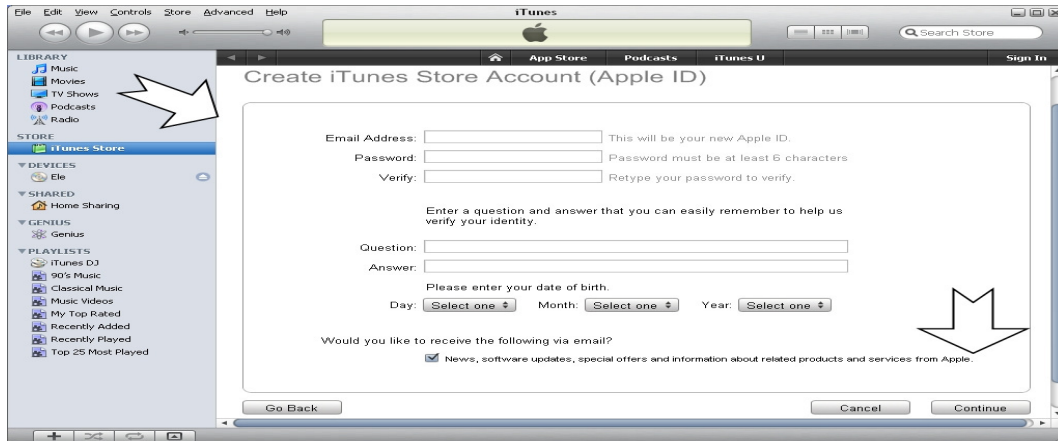 File Edit View Controls Store Advanced Help
iTunes
Search Store
LIBRARY
Music
Movies
TV Shows
Podcasts
Radio
STORE
iTunes Store
DEVICES
Ele
SHARED
Home Sharing
GENIUS
Genius
PLAYLISTS
iTunes DJ
90's Music
Classical Music
Music Videos
My Top Rated
Recently Added
Recently Played
Top 25 Most Played
App Store Podcasts iTunes U Sign In
Create iTunes Store Account (Apple ID)
Email Address: This will be your new Apple ID.
Password: Password must be at least 6 characters
Verify: Retype your password to verify.
Enter a question and answer that you can easily remember to help us
verify your identity.
Question:
Answer:
Please enter your date of birth.
Day: Select one Month: Select one Year: Select one
Would you like to receive the following via email?
News, software updates, special offers and information about related products and services from Apple.
Go Back Cancel Continue